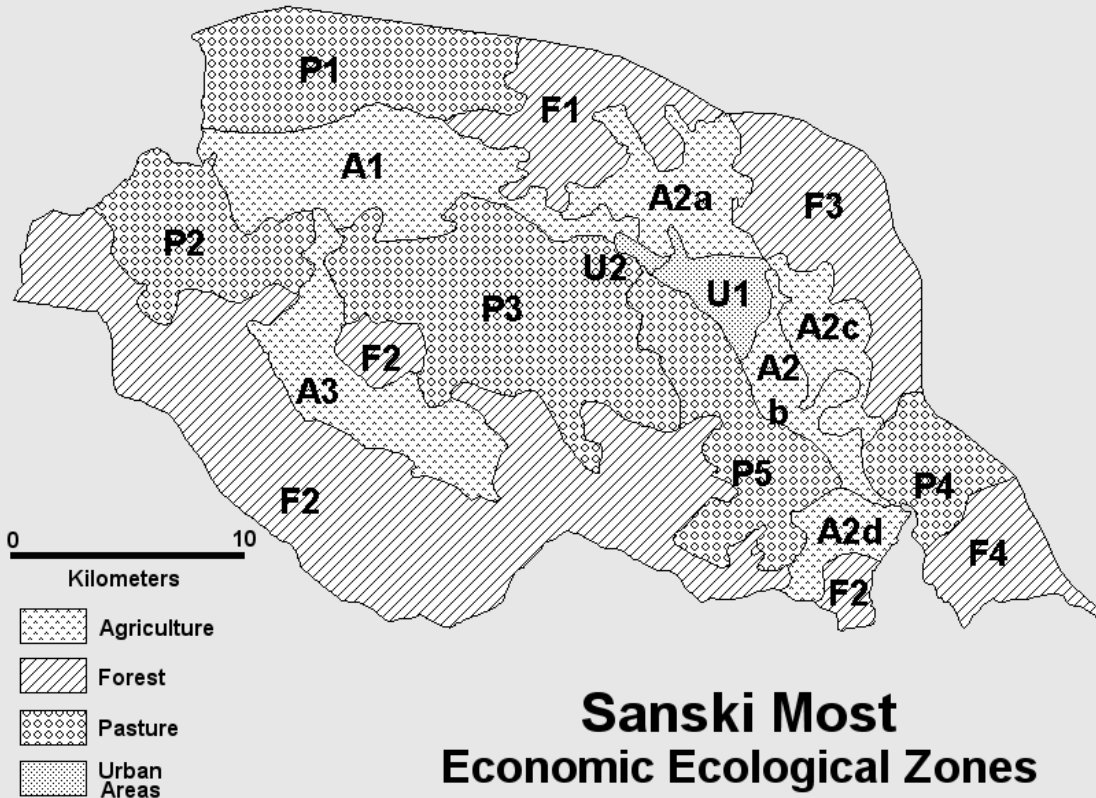 P1
F1
A1
A2a
F3
P2
U2
U1
P3
A2c
F2
A2
b
A3
P5
P4
F2
A2d
F4
F2
0 10
Kilometers
Agriculture
Forest
Pasture
Urban
Areas
Sanski Most
Economic Ecological Zones